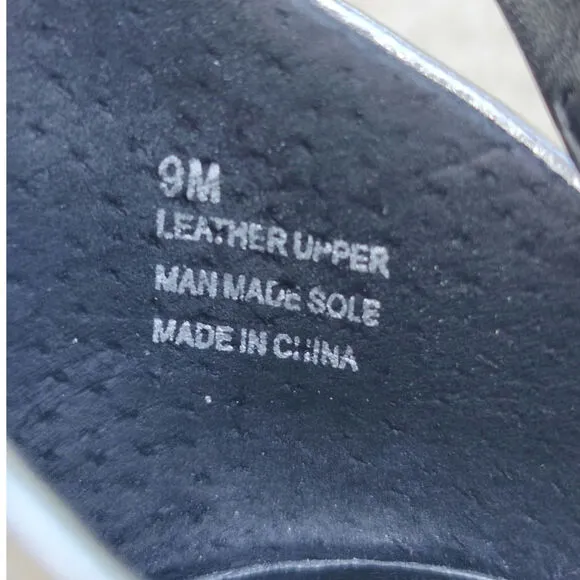 9M
LEATHER UPPER
MAN MADE SOLE
MADE IN CHINA